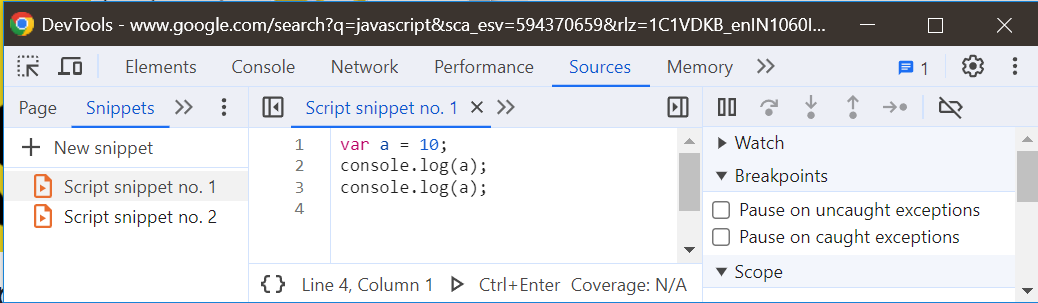 DevTools - www.google.com/search?q=javascript&sca_esv=594370659&rlz=1C1VDKB_enIN1060I...
Elements Console Network Performance Sources Memory 1
Page Snippets
Script snippet no. 1
New snippet
Script snippet no. 1
Script snippet no. 2
1 var a = 10;
2 console.log(a);
3 console.log(a);
4
{} Line 4, Column 1 Ctrl+Enter Coverage: N/A
Watch
Breakpoints
Pause on uncaught exceptions
Pause on caught exceptions
Scope